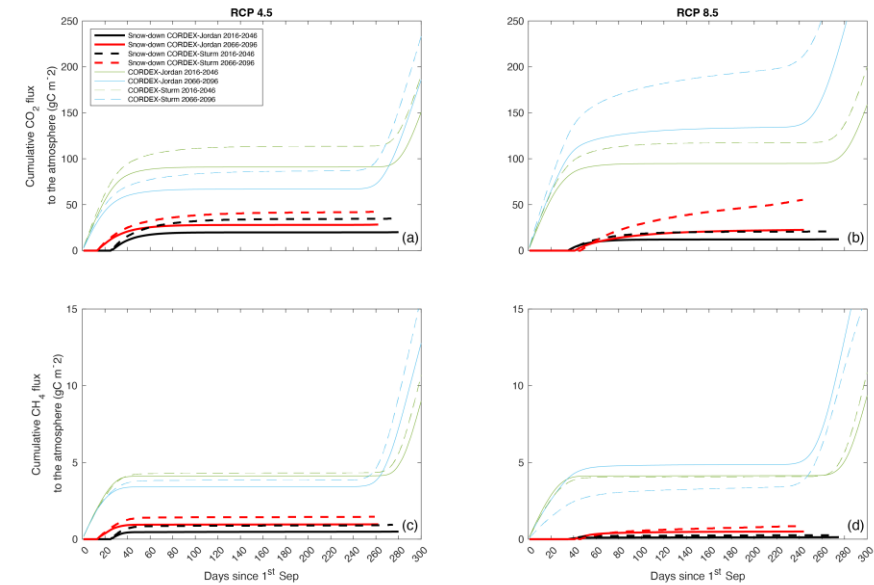 RCP 4.5
RCP 8.5
250
200
150
100
50
0
Cumulative CO2 flux
to the atmosphere (gC m^-2)
Snow-down CORDEX-Jordan 2016-2046
Snow-down CORDEX-Jordan 2066-2096
Snow-down CORDEX-Sturm 2016-2046
Snow-down CORDEX-Sturm 2066-2096
CORDEX-Jordan 2016-2046
CORDEX-Jordan 2066-2096
CORDEX-Sturm 2016-2046
CORDEX-Sturm 2066-2096
(a)
250
200
150
100
50
0
(b)
15
10
5
0
Cumulative CH4 flux
to the atmosphere (gC m^-2)
(c)
0 20 40 60 80 100 120 140 160 180 200 220 240 260 280 300
Days since 1st Sep
15
10
5
0
(d)
0 20 40 60 80 100 120 140 160 180 200 220 240 260 280 300
Days since 1st Sep